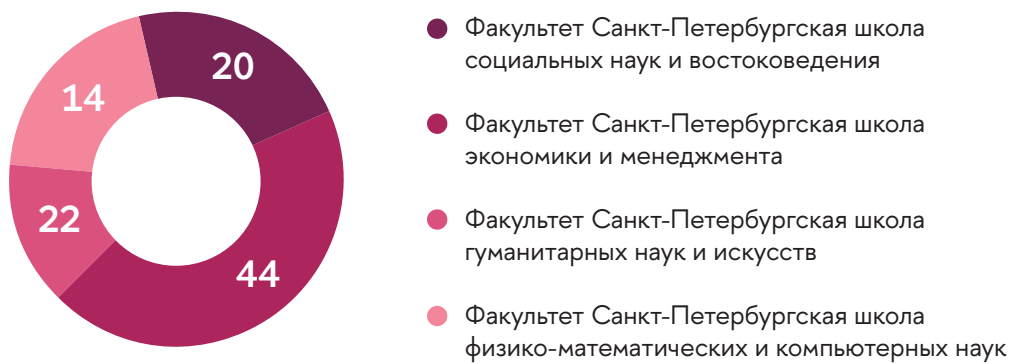 20
14
22
44
Факультет Санкт-Петербургская школа
социальных наук и востоковедения
Факультет Санкт-Петербургская школа
экономики и менеджмента
Факультет Санкт-Петербургская школа
гуманитарных наук и искусств
Факультет Санкт-Петербургская школа
физико-математических и компьютерных наук